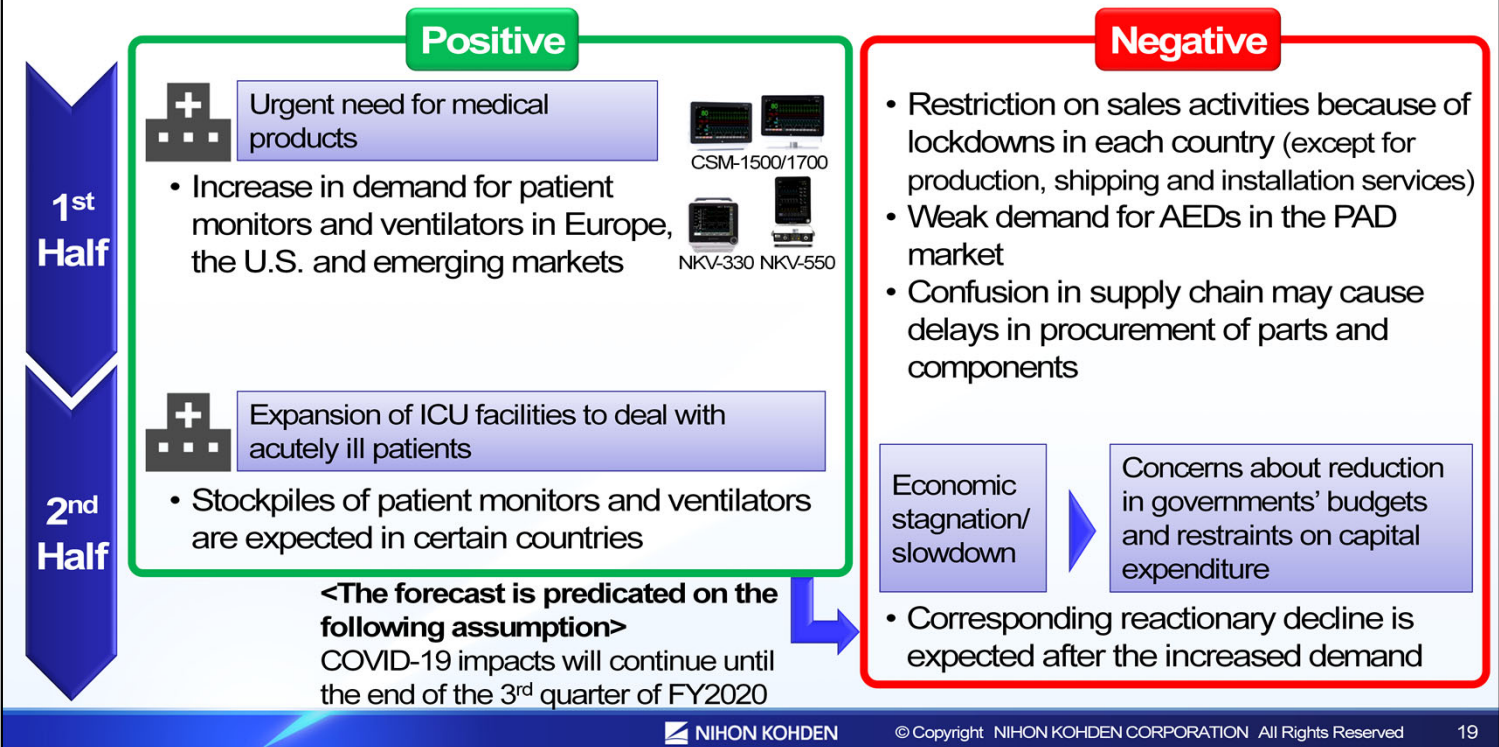 Positive
Negative
1st
Half
Urgent need for medical
products
CSM-1500/1700
• Increase in demand for patient
monitors and ventilators in Europe,
the U.S. and emerging markets
NKV-330 NKV-550
• Restriction on sales activities because of
lockdowns in each country (except for
production, shipping and installation services)
• Weak demand for AEDs in the PAD
market
• Confusion in supply chain may cause
delays in procurement of parts and
components
2nd
Half
Expansion of ICU facilities to deal with
acutely ill patients
• Stockpiles of patient monitors and ventilators
are expected in certain countries
Economic
stagnation/
slowdown
Concerns about reduction
in governments’ budgets
and restraints on capital
expenditure
• Corresponding reactionary decline is
expected after the increased demand
<The forecast is predicated on the
following assumption>
COVID-19 impacts will continue until
the end of the 3rd quarter of FY2020
NIHON KOHDEN
© Copyright NIHON KOHDEN CORPORATION All Rights Reserved
19